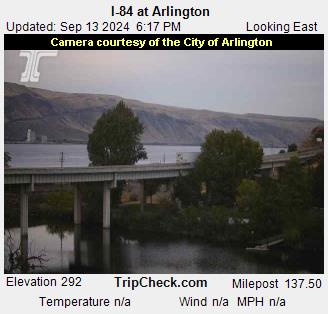 I-84 at Arlington
Updated: Sep 13 2024 6:17 PM Looking East
Camera courtesy of the City of Arlington
Elevation 292 TripCheck.com Milepost 137.50
Temperature n/a Wind n/a MPH n/a